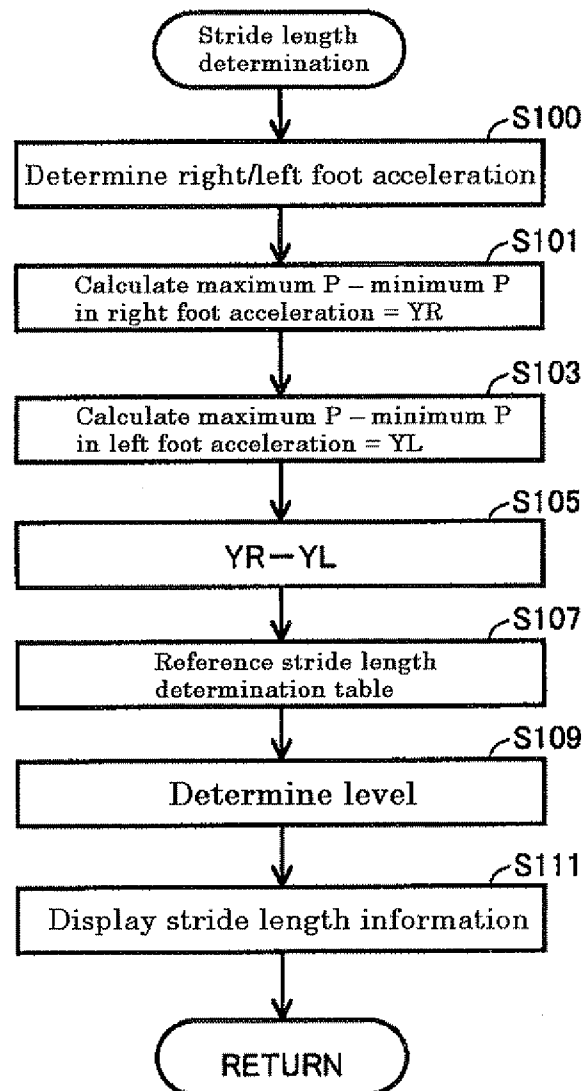 Stride length
determination
S100
Determine right/left foot acceleration
S101
Calculate maximum P – minimum P
in right foot acceleration = YR
S103
Calculate maximum P – minimum P
in left foot acceleration = YL
S105
YR—YL
S107
Reference stride length
determination table
S109
Determine level
S111
Display stride length information
RETURN